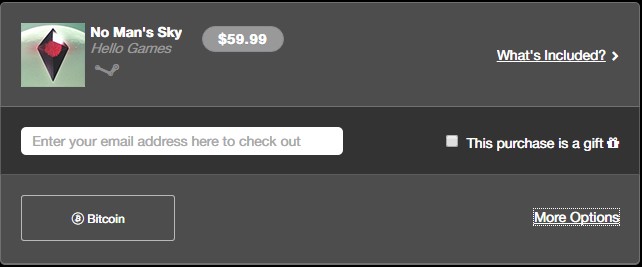 No Man's Sky
Hello Games
$59.99
What's Included?
Enter your email address here to check out
This purchase is a gift
Bitcoin
More Options